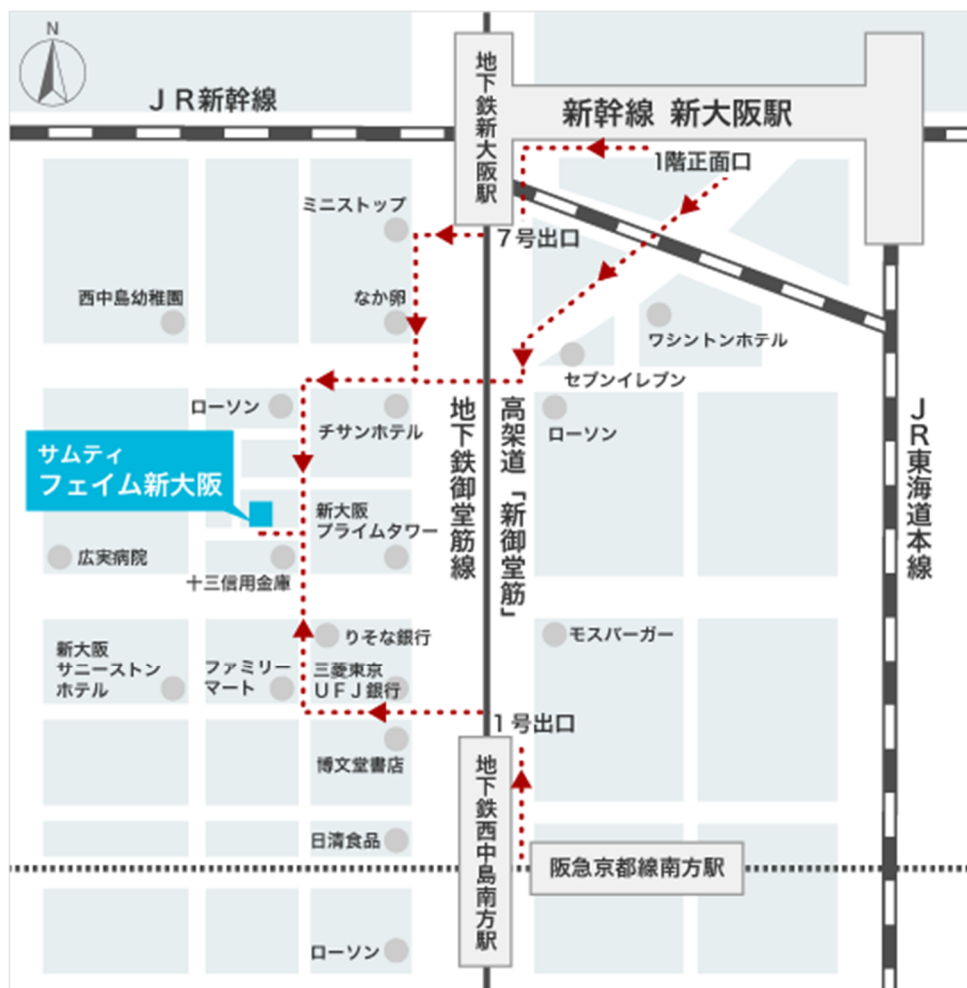 N
JR新幹線
地下鉄新大阪駅
新幹線 新大阪駅
1階正面口
ミニストップ
7号出口
西中島幼稚園
なか卵
ワシントンホテル
セブンイレブン
ローソン
チサンホテル
ローソン
地下鉄御堂筋線
高架道「新御堂筋」
JR東海道本線
サムティ
フェイム新大阪
新大阪
プライムタワー
広実病院
十三信用金庫
りそな銀行
モスバーガー
新大阪
サニーストン
ホテル
ファミリー
マート
三菱東京
UFJ銀行
1号出口
博文堂書店
地下鉄西中島南方駅
日清食品
阪急京都線南方駅
ローソン